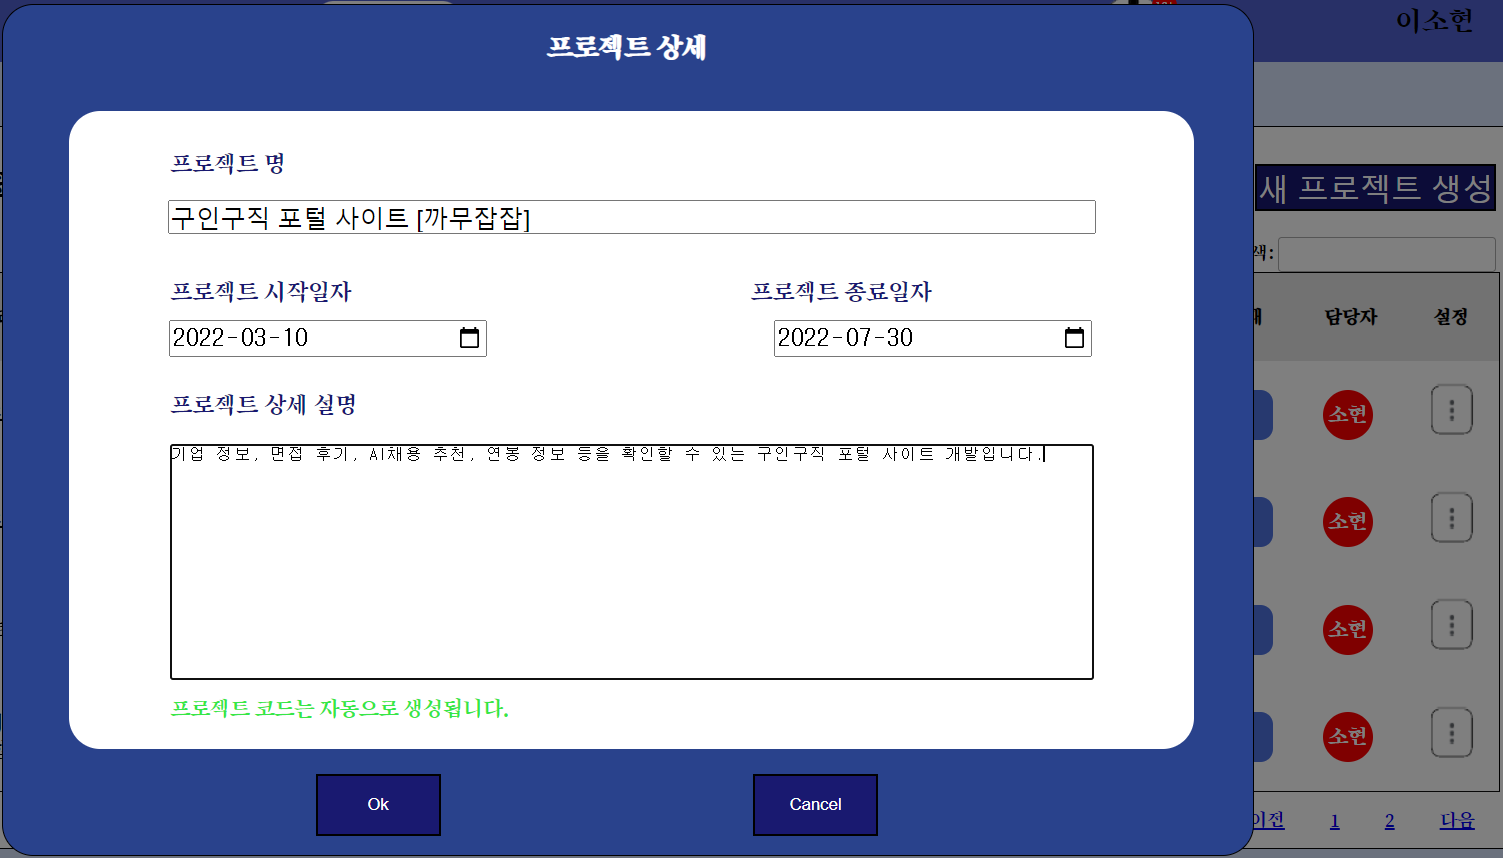 이소현
프로젝트 상세
프로젝트 명
새 프로젝트 생성
구인구직 포털 사이트 [까무잡잡]
색:
프로젝트 시작일자
프로젝트 종료일자
담당자
설정
2022-03-10
2022-07-30
프로젝트 상세 설명
소현
기업 정보, 면접 후기, AI채용 추천, 연봉 정보 등을 확인할 수 있는 구인구직 포털 사이트 개발입니다.
소현
소현
프로젝트 코드는 자동으로 생성됩니다.
소현
Ok
Cancel
이전
1
2
다음